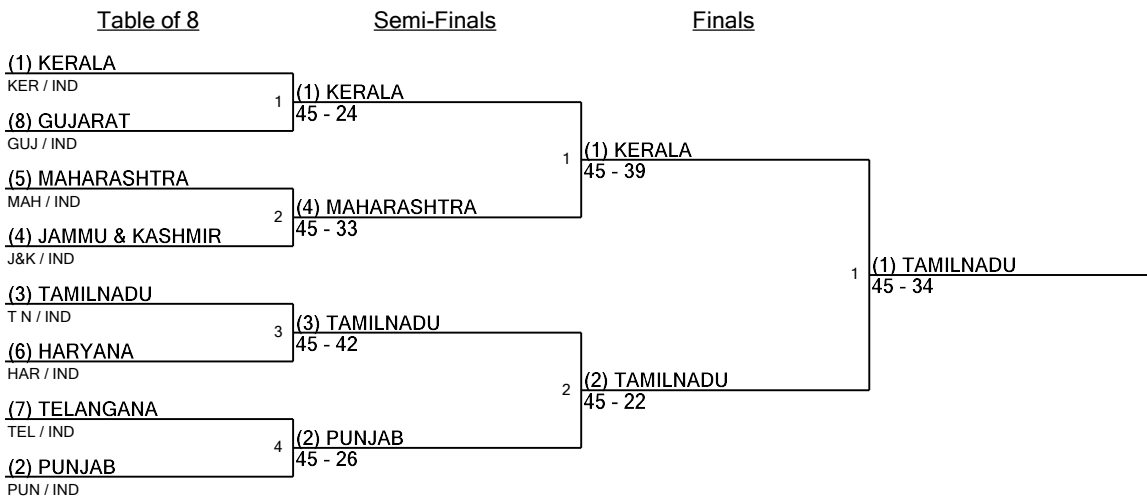 Table of 8
Semi-Finals
Finals
(1) KERALA
KER / IND
1
(8) GUJARAT
GUJ / IND
(5) MAHARASHTRA
MAH / IND
2
(4) JAMMU & KASHMIR
J&K / IND
(3) TAMILNADU
T N / IND
3
(6) HARYANA
HAR / IND
(7) TELANGANA
TEL / IND
4
(2) PUNJAB
PUN / IND
(1) KERALA
45 - 24
1
(4) MAHARASHTRA
45 - 33
(3) TAMILNADU
45 - 42
2
(2) PUNJAB
45 - 26
(1) KERALA
45 - 39
1
(2) TAMILNADU
45 - 22
(1) TAMILNADU
45 - 34